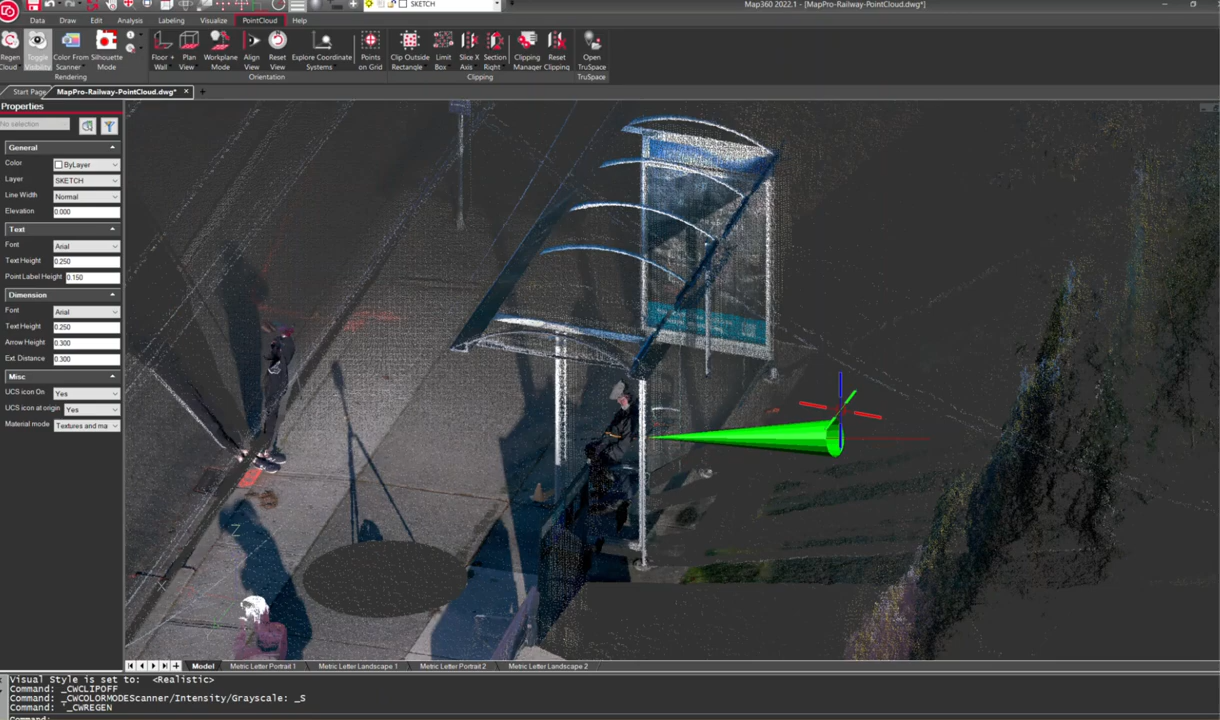 SKETCH
Map360 2022.1 - [MapPro-Railway-PointCloud.dwg*]
Data Draw Edit Analysis Labeling Visualize PointCloud Help
Regen Cloud
Toggle Visibility
Color From Scanner
Silhouette Mode
Floor + Wall
Plan View
Workplane Mode
Align View
Reset View
Explore Coordinate Systems
Points on Grid
Clip Outside Rectangle
Limit Box
Slice X Axis
Section Right
Clipping Manager
Reset Clipping
Open TruSpace
Rendering Orientation Clipping TruSpace
Start Page MapPro-Railway-PointCloud.dwg*
Properties
No selection
General
Color ByLayer
Layer SKETCH
Line Width Normal
Elevation 0.000
Text
Font Arial
Text Height 0.250
Point Label Height 0.150
Dimension
Font Arial
Text Height 0.250
Arrow Height 0.300
Ext. Distance 0.300
Misc
UCS icon On Yes
UCS icon at origin Yes
Material mode Textures and ma
Z
Model Metric Letter Portrait 1 Metric Letter Landscape 1 Metric Letter Portrait 2 Metric Letter Landscape 2
Visual Style is set to: <Realistic>
Command: _CWCLIPOFF
Command: _CWCOLORMODEScanner/Intensity/Grayscale: _S
Command: '_CWREGEN
Command: